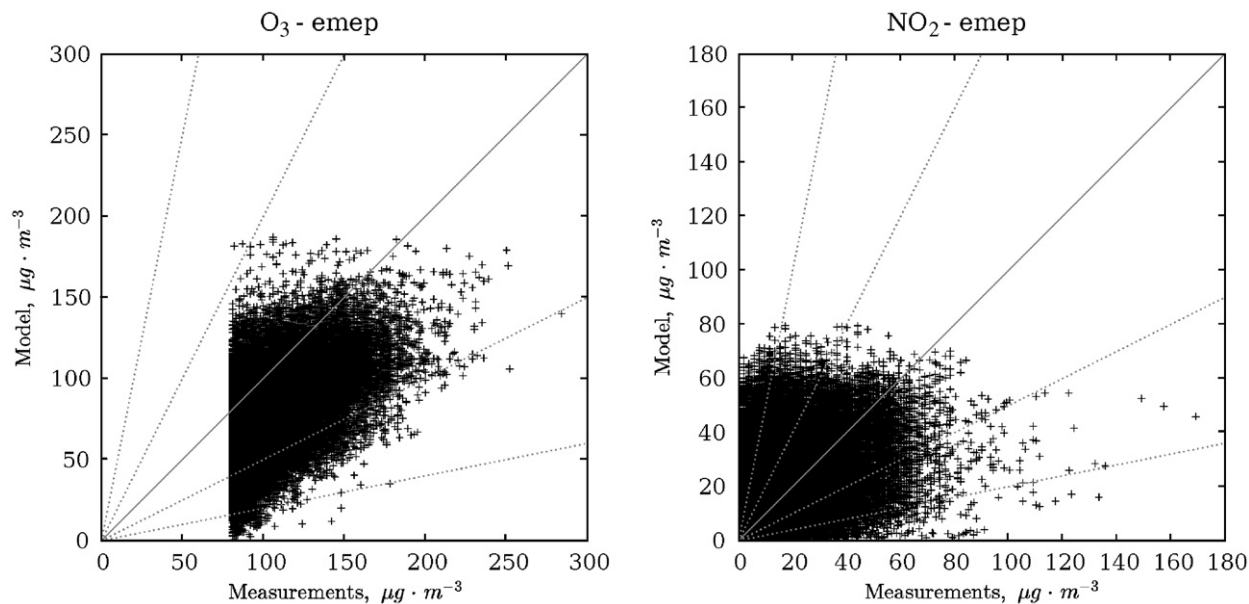 O₃ - emep
300
250
200
150
100
50
0
Model, μg · m⁻³
0 50 100 150 200 250 300
Measurements, μg · m⁻³
NO₂ - emep
180
160
140
120
100
80
60
40
20
0
Model, μg · m⁻³
0 20 40 60 80 100 120 140 160 180
Measurements, μg · m⁻³